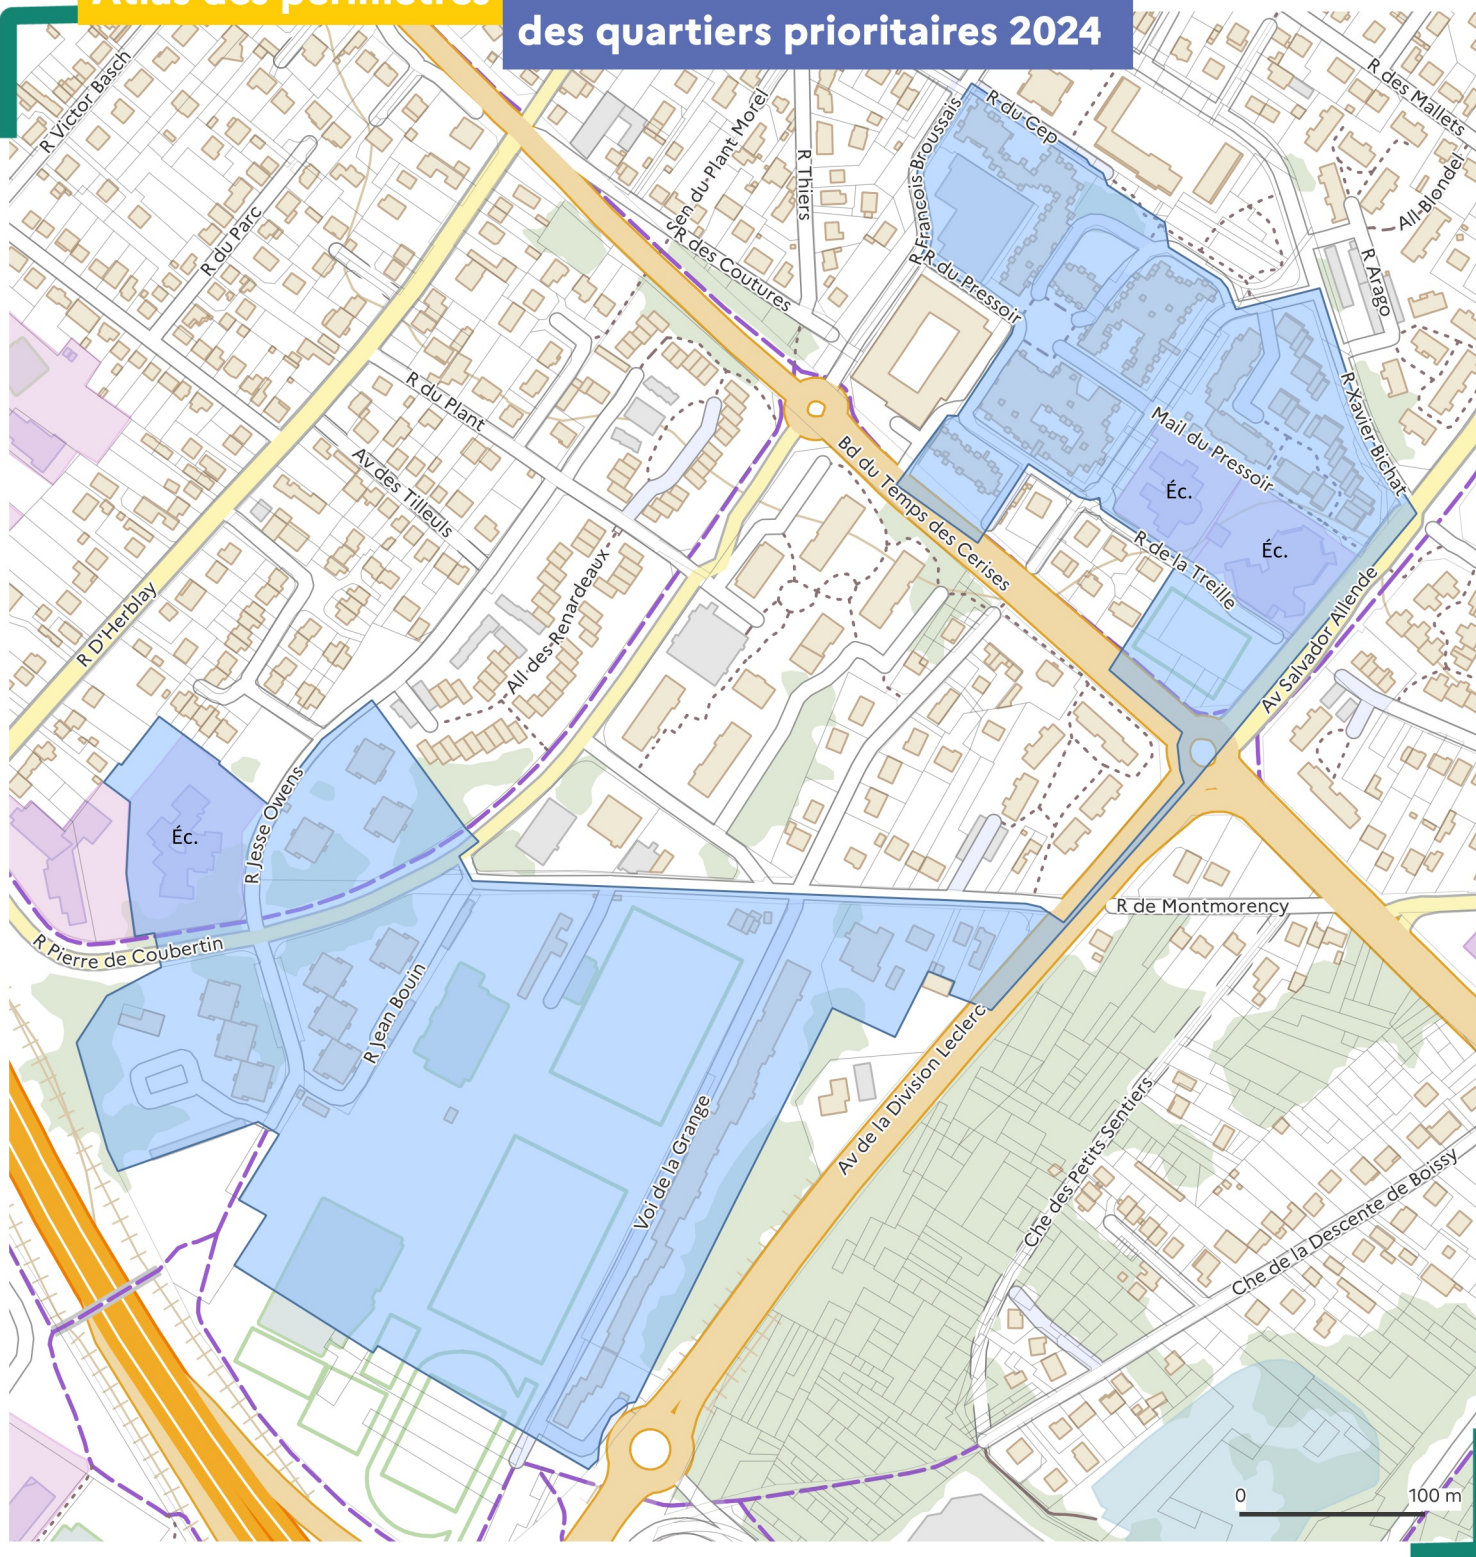 Atlas des périmètres
des quartiers prioritaires 2024
R Victor Basch
R du Parc
Sen du Plant Morel
R Thiers
R François Broussais
R du Cep
R des Mallets
All Blondel
R Arago
R des Coutures
R du Pressoir
R du Plant
Av des Tilleuls
R Xavier Bichat
Mail du Pressoir
Bd du Temps des Cerises
Éc.
Éc.
R de la Treille
R D'Herblay
All des Renardeaux
Av Salvador Allende
Éc.
R Jesse Owens
R de Montmorency
R Pierre de Coubertin
R Jean Bouin
Av de la Division Leclerc
Voi de la Grange
Che des Petits Sentiers
Che de la Descente de Boissy
0 100 m